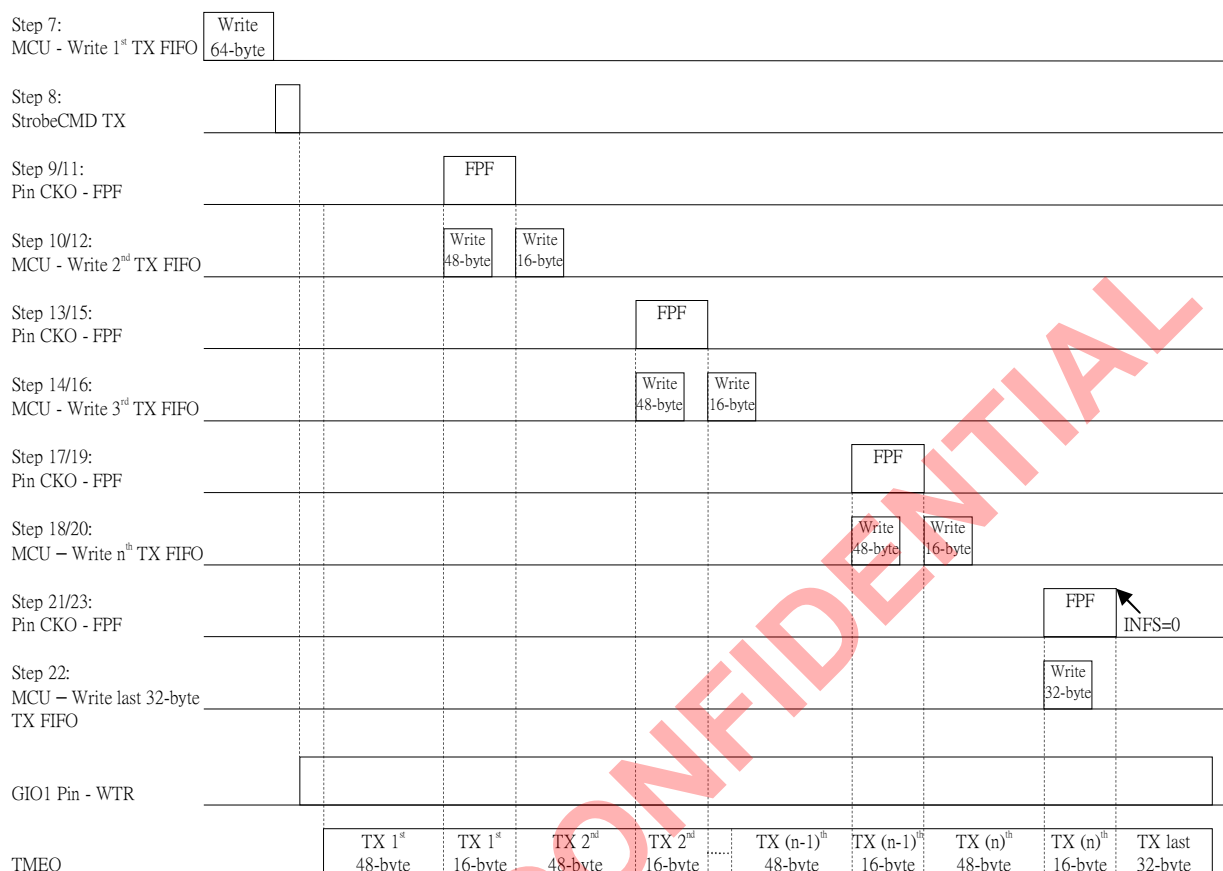 Step 7:
MCU - Write 1st TX FIFO
Write
64-byte
Step 8:
StrobeCMD TX
Step 9/11:
Pin CKO - FPF
FPF
Step 10/12:
MCU - Write 2nd TX FIFO
Write
48-byte
Write
16-byte
Step 13/15:
Pin CKO - FPF
FPF
Step 14/16:
MCU - Write 3rd TX FIFO
Write
48-byte
Write
16-byte
Step 17/19:
Pin CKO - FPF
FPF
Step 18/20:
MCU – Write nth TX FIFO
Write
48-byte
Write
16-byte
Step 21/23:
Pin CKO - FPF
FPF
INFS=0
Step 22:
MCU – Write last 32-byte
TX FIFO
Write
32-byte
GIO1 Pin - WTR
TMEO
TX 1st
48-byte
TX 1st
16-byte
TX 2nd
48-byte
TX 2nd
16-byte
......
TX (n-1)th
48-byte
TX (n-1)th
16-byte
TX (n)th
48-byte
TX (n)th
16-byte
TX last
32-byte
CONFIDENTIAL